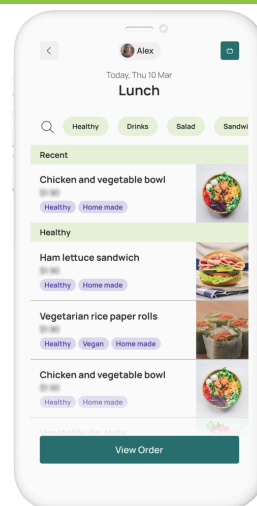 Alex
Today, Thu 10 Mar
Lunch
Healthy Drinks Salad Sandwi
Recent
Chicken and vegetable bowl
Healthy Home made
Healthy
Ham lettuce sandwich
Healthy Home made
Vegetarian rice paper rolls
Healthy Vegan Home made
Chicken and vegetable bowl
Healthy Home made
View Order